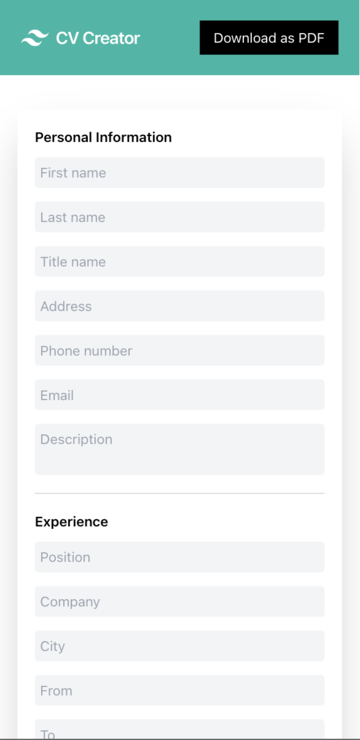 CV Creator
Download as PDF
Personal Information
First name
Last name
Title name
Address
Phone number
Email
Description
Experience
Position
Company
City
From
To